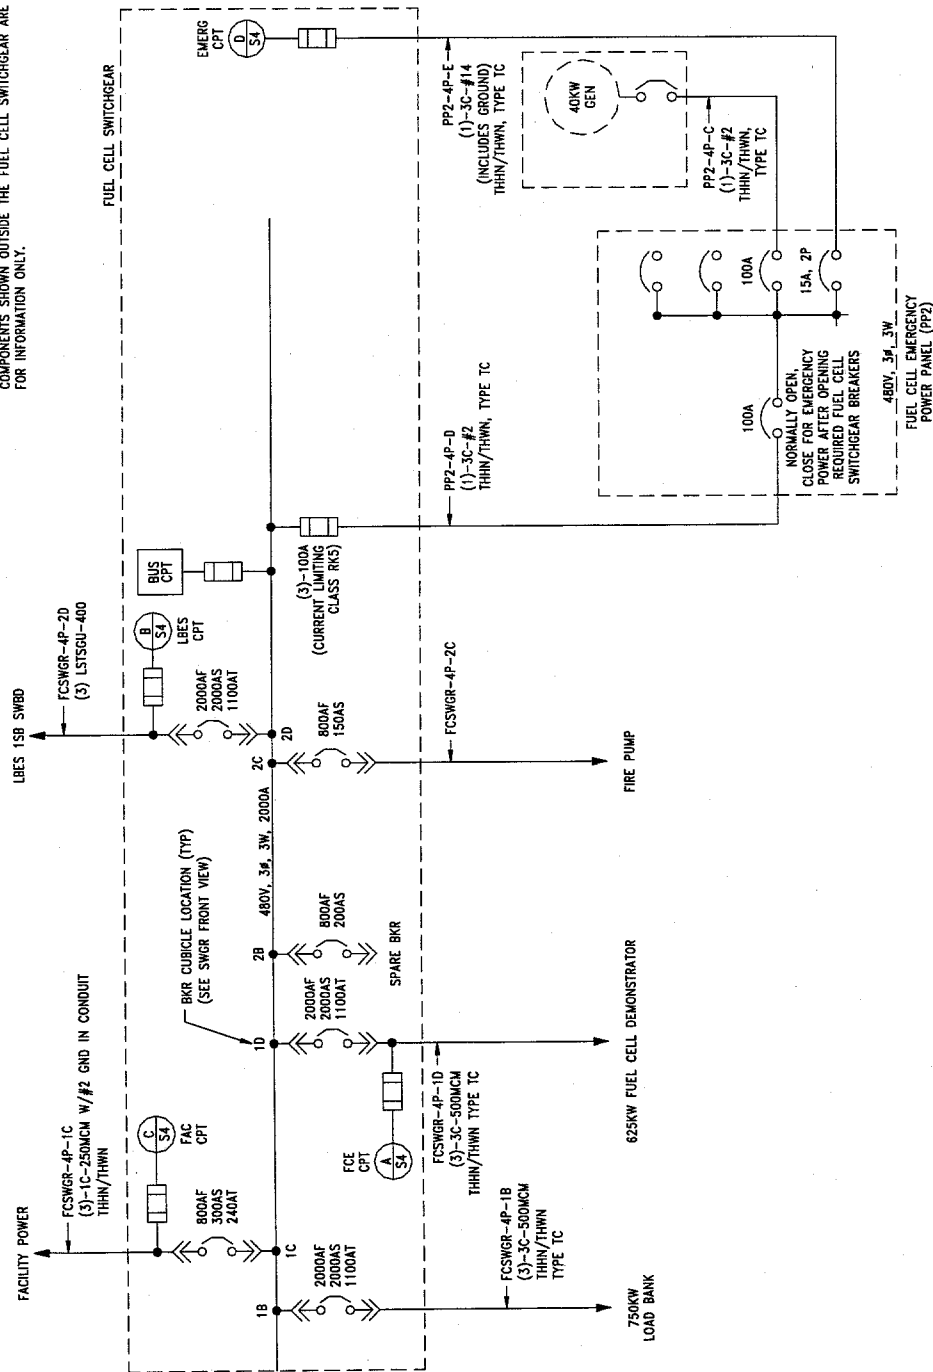 COMPONENTS SHOWN OUTSIDE THE FUEL CELL SWITCHGEAR ARE
FOR INFORMATION ONLY.
FUEL CELL SWITCHGEAR
FACILITY POWER
FCSWGR-4P-1C
(3)-1C-250MCM W/#2 GND IN CONDUIT
THHN/THWN
C
S4
FAC
CPT
800AF
300AS
240AT
1C
1B
2000AF
2000AS
1100AT
FCSWGR-4P-1B
(3)-3C-500MCM
THHN/THWN
TYPE TC
750KW
LOAD BANK
BKR CUBICLE LOCATION (TYP)
(SEE SWGR FRONT VIEW)
1D
2000AF
2000AS
1100AT
FCE
CPT
A
S4
FCSWGR-4P-1D
(3)-3C-500MCM
THHN/THWN TYPE TC
625KW FUEL CELL DEMONSTRATOR
2B
800AF
200AS
SPARE BKR
480V, 3ø, 3W, 2000A
LBES 1SB SWBD
FCSWGR-4P-2D
(3) LSTSGU-400
B
S4
LBES
CPT
2000AF
2000AS
1100AT
2D
2C
800AF
150AS
FCSWGR-4P-2C
FIRE PUMP
BUS
CPT
(3)-100A
(CURRENT LIMITING
CLASS RK5)
PP2-4P-D
(1)-3C-#2
THHN/THWN, TYPE TC
EMERG
CPT
D
S4
PP2-4P-E
(1)-3C-#14
(INCLUDES GROUND)
THHN/THWN, TYPE TC
40KW
GEN
PP2-4P-C
(1)-3C-#2
THHN/THWN,
TYPE TC
100A
15A, 2P
100A
NORMALLY OPEN,
CLOSE FOR EMERGENCY
POWER AFTER OPENING
REQUIRED FUEL CELL
SWITCHGEAR BREAKERS
480V, 3ø, 3W
FUEL CELL EMERGENCY
POWER PANEL (PP2)